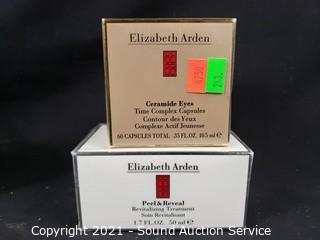 Elizabeth Arden
4750
213.
Ceramide Eyes
Time Complex Capsules
Contour des Yeux
Complexe Actif Jeunesse
60 CAPSULES TOTAL .35 FL.OZ. 10.5 ml e
Elizabeth Arden
Peel & Reveal
Revitalizing Treatment
Soin Revitalisant
1.7 FL.OZ. 50 ml e
Copyright 2021 - Sound Auction Service